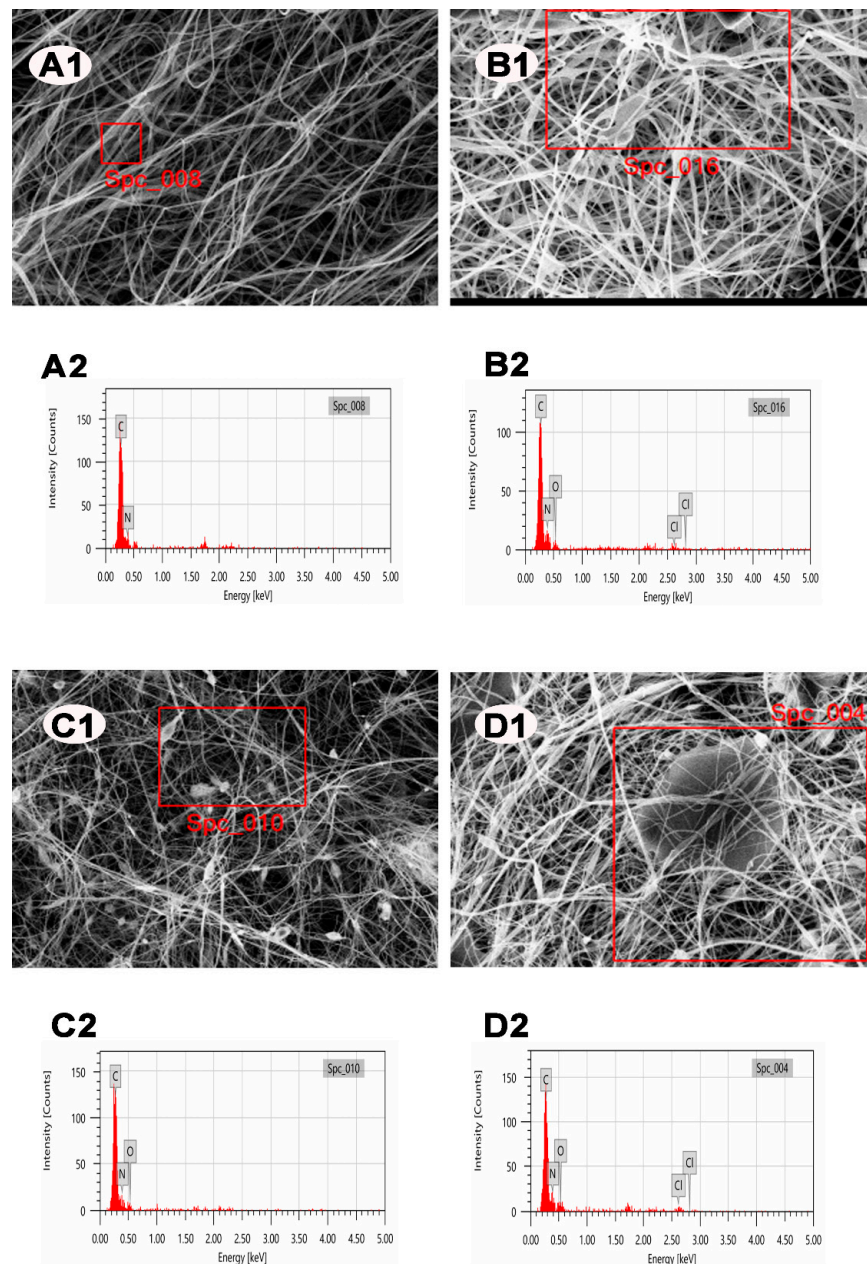 A1
Spc_008
B1
Spc_016
A2
Spc_008
C
N
150
100
50
0
Intensity [Counts]
0.00 0.50 1.00 1.50 2.00 2.50 3.00 3.50 4.00 4.50 5.00
Energy [keV]
B2
Spc_016
C
O
N
Cl
Cl
100
50
0
Intensity [Counts]
0.00 0.50 1.00 1.50 2.00 2.50 3.00 3.50 4.00 4.50 5.00
Energy [keV]
C1
Spc_010
D1
Spc_004
C2
Spc_010
C
O
N
150
100
50
0
Intensity [Counts]
0.00 0.50 1.00 1.50 2.00 2.50 3.00 3.50 4.00 4.50 5.00
Energy [keV]
D2
Spc_004
C
O
N
Cl
Cl
150
100
50
0
Intensity [Counts]
0.00 0.50 1.00 1.50 2.00 2.50 3.00 3.50 4.00 4.50 5.00
Energy [keV]